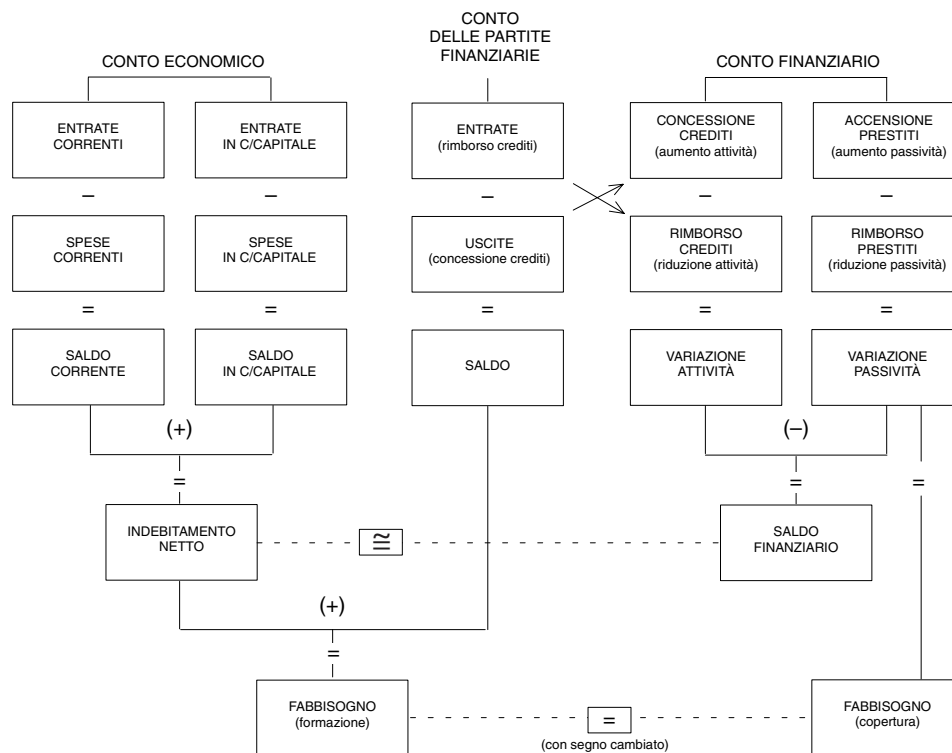 CONTO
DELLE PARTITE
FINANZIARIE
CONTO ECONOMICO
CONTO FINANZIARIO
ENTRATE
CORRENTI
ENTRATE
IN C/CAPITALE
ENTRATE
(rimborso crediti)
CONCESSIONE
CREDITI
(aumento attività)
ACCENSIONE
PRESTITI
(aumento passività)
– – – – –
SPESE
CORRENTI
SPESE
IN C/CAPITALE
USCITE
(concessione crediti)
RIMBORSO
CREDITI
(riduzione attività)
RIMBORSO
PRESTITI
(riduzione passività)
= = = = =
SALDO
CORRENTE
SALDO
IN C/CAPITALE
SALDO
VARIAZIONE
ATTIVITÀ
VARIAZIONE
PASSIVITÀ
(+) (–)
= = =
INDEBITAMENTO
NETTO
≅
SALDO
FINANZIARIO
(+)
=
FABBISOGNO
(formazione)
=
(con segno cambiato)
FABBISOGNO
(copertura)